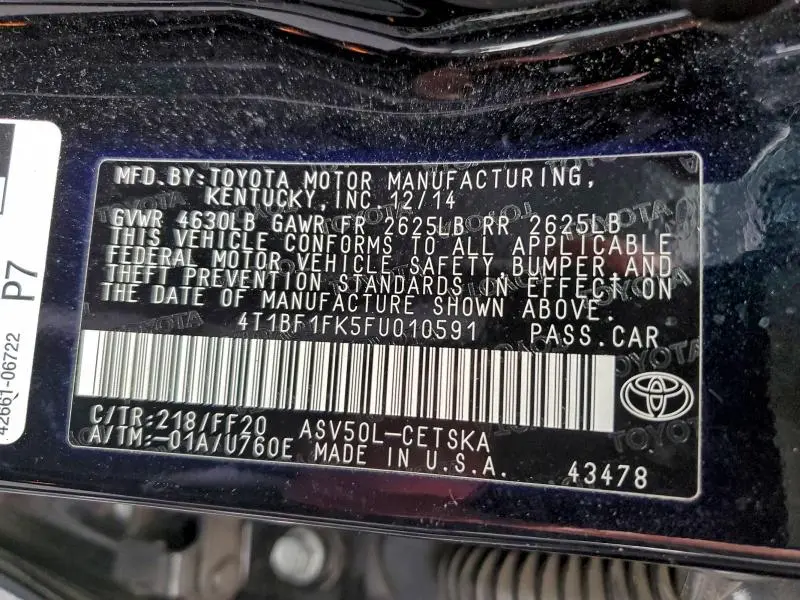 MFD.BY:TOYOTA MOTOR MANUFACTURING,
KENTUCKY,INC.12/14
GVWR 4630LB GAWR FR 2625LB RR 2625LB
THIS VEHICLE CONFORMS TO ALL APPLICABLE
FEDERAL MOTOR VEHICLE SAFETY,BUMPER,AND
THEFT PREVENTION STANDARDS IN EFFECT ON
THE DATE OF MANUFACTURE SHOWN ABOVE.
4T1BF1FK5FU010591 PASS.CAR
C/TR:218/FF20 ASV50L-CETSKA
A/TM:-01A/U760E MADE IN U.S.A. 43478
42661-06722
P7